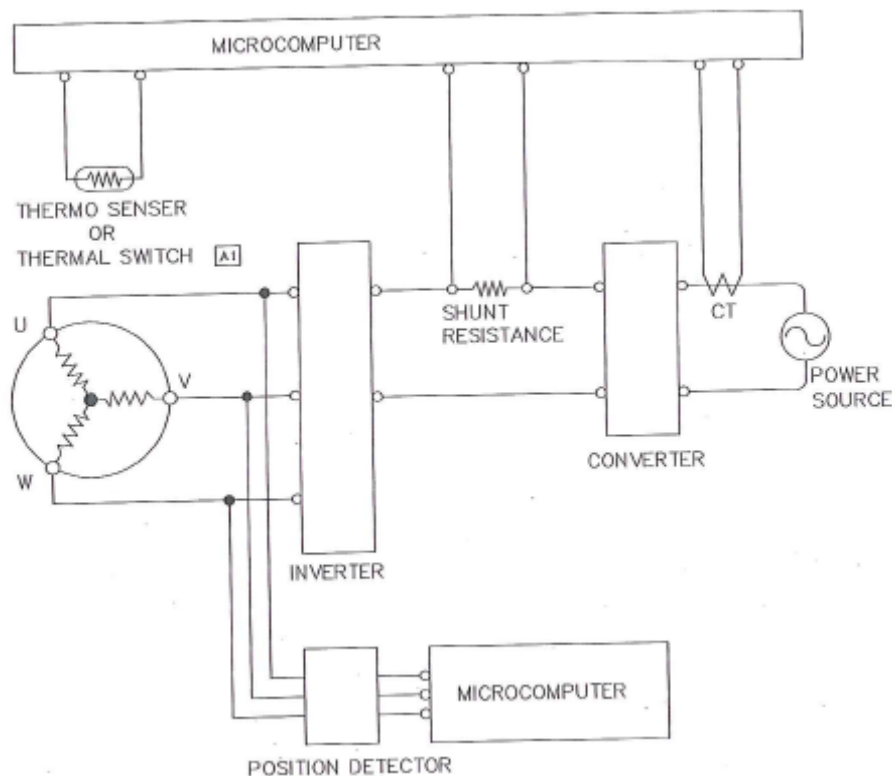 MICROCOMPUTER
THERMO SENSER
OR
THERMAL SWITCH A1
SHUNT
RESISTANCE
CT
POWER
SOURCE
U
V
W
CONVERTER
INVERTER
MICROCOMPUTER
POSITION DETECTOR